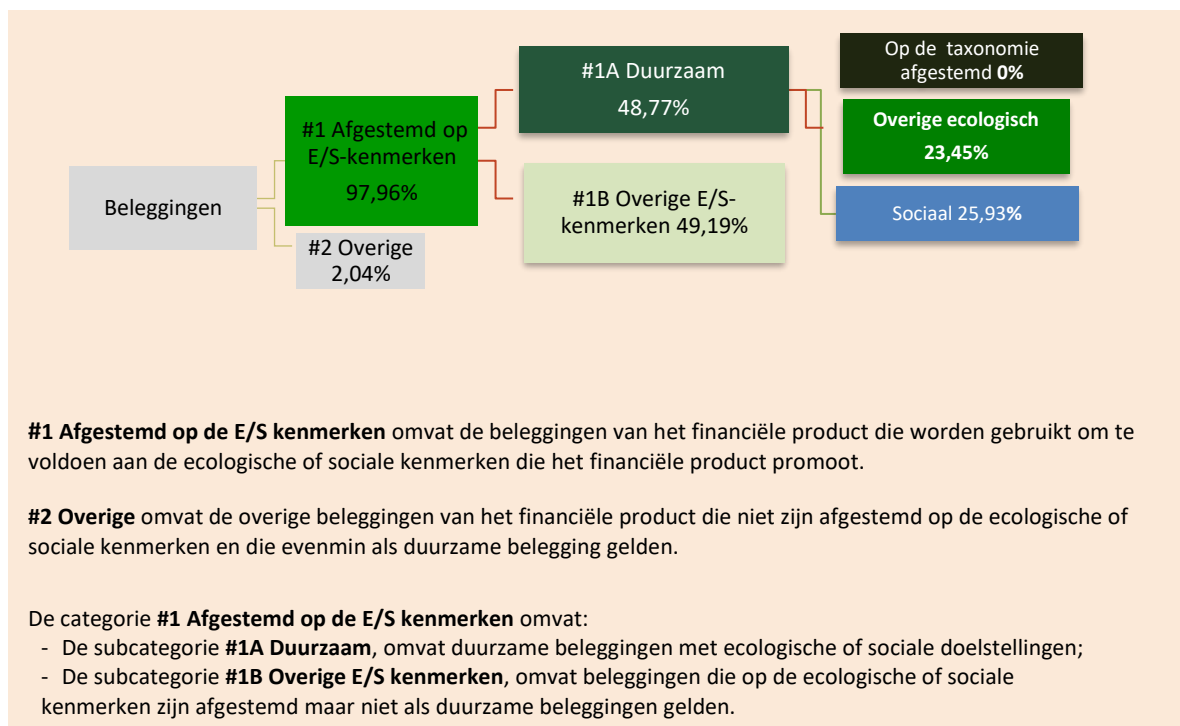 Beleggingen
#1 Afgestemd op
E/S-kenmerken
97,96%
#2 Overige
2,04%
#1A Duurzaam
48,77%
#1B Overige E/S-
kenmerken 49,19%
Op de taxonomie
afgestemd 0%
Overige ecologisch
23,45%
Sociaal 25,93%
#1 Afgestemd op de E/S kenmerken omvat de beleggingen van het financiële product die worden gebruikt om te
voldoen aan de ecologische of sociale kenmerken die het financiële product promoot.
#2 Overige omvat de overige beleggingen van het financiële product die niet zijn afgestemd op de ecologische of
sociale kenmerken en die evenmin als duurzame belegging gelden.
De categorie #1 Afgestemd op de E/S kenmerken omvat:
- De subcategorie #1A Duurzaam, omvat duurzame beleggingen met ecologische of sociale doelstellingen;
- De subcategorie #1B Overige E/S kenmerken, omvat beleggingen die op de ecologische of sociale
kenmerken zijn afgestemd maar niet als duurzame beleggingen gelden.